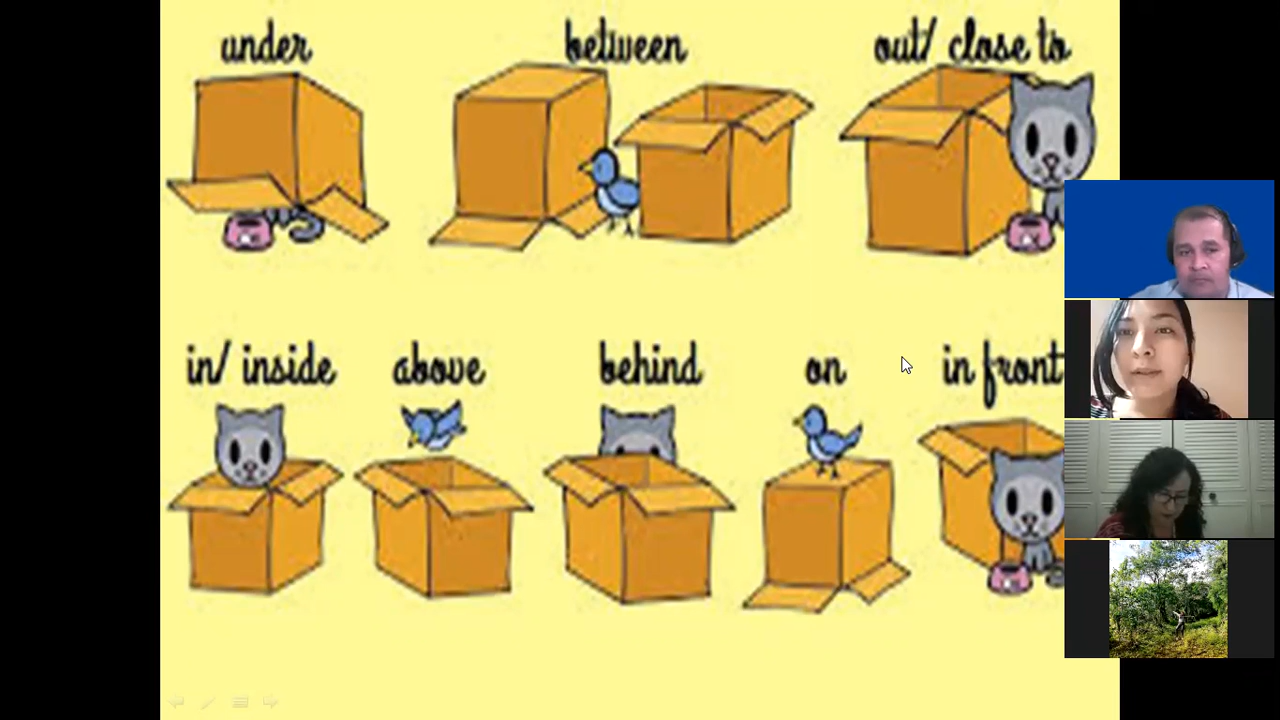 under between out/ close to
in/ inside above behind on in front